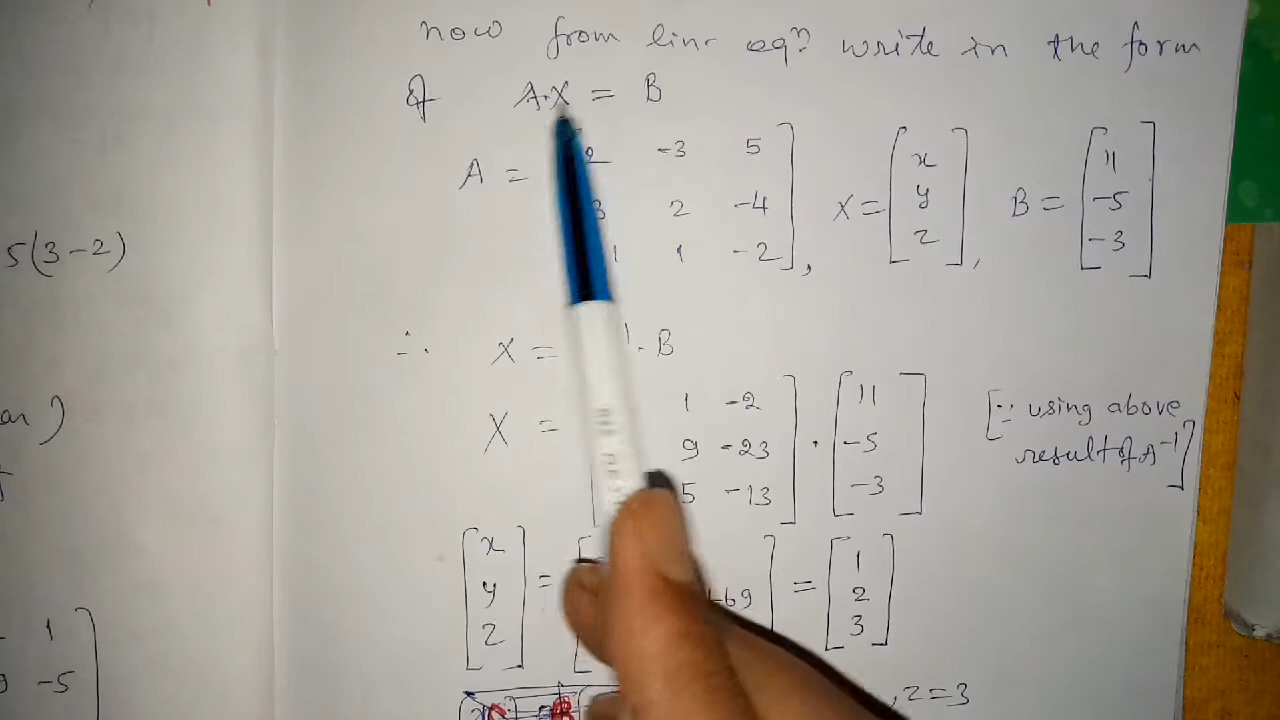 now from linr eqn write in the form
of A.X = B
A = [ 2 -3 5 ; 3 2 -4 ; 1 1 -2 ], X = [ x ; y ; z ], B = [ 11 ; -5 ; -3 ]
5(3-2)
∴ X = 1. B
X = 1 -2 ; 9 -23 ; 5 -13 ] . [ 11 ; -5 ; -3 ] [∵ using above result of A^-1]
[ x ; y ; z ] = [ +69 ] = [ 1 ; 2 ; 3 ]
1
-5 ]
, z=3